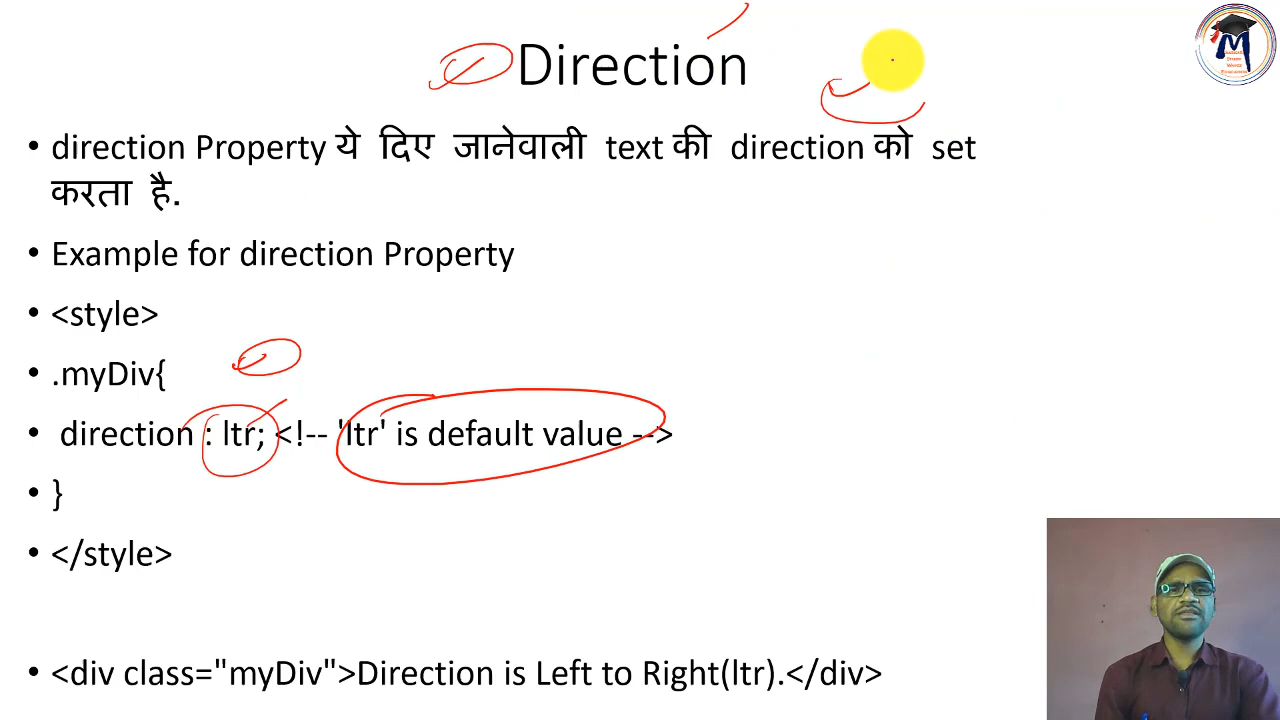 Direction
• direction Property ये दिए जानेवाली text की direction को set
करता है.
• Example for direction Property
• <style>
• .myDiv{
• direction : ltr; <!-- 'ltr' is default value -->
• }
• </style>
• <div class="myDiv">Direction is Left to Right(ltr).</div>